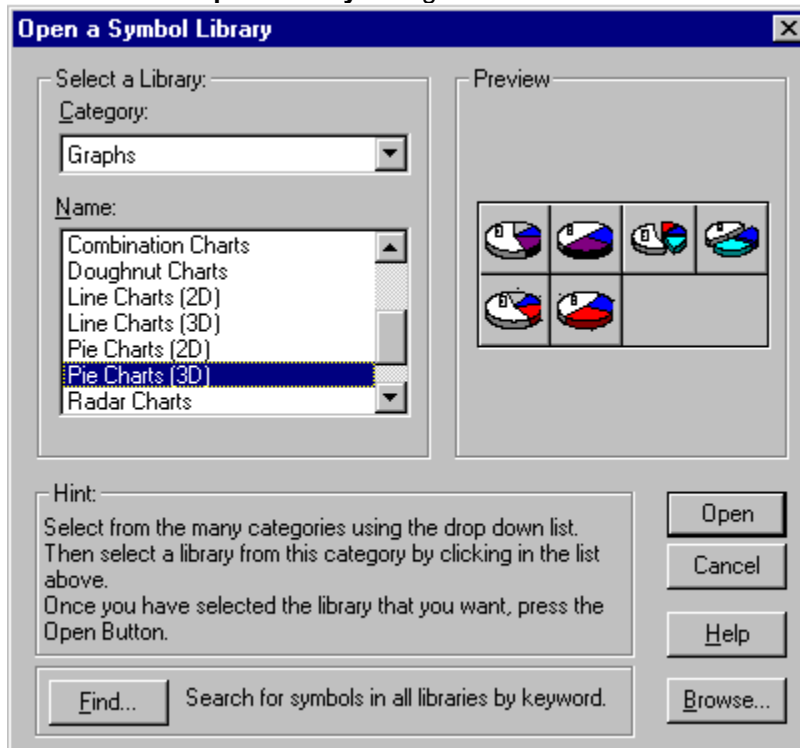 Open a Symbol Library
Select a Library:
Category:
Graphs
Name:
Combination Charts
Doughnut Charts
Line Charts (2D)
Line Charts (3D)
Pie Charts (2D)
Pie Charts (3D)
Radar Charts
Preview
Hint:
Select from the many categories using the drop down list.
Then select a library from this category by clicking in the list
above.
Once you have selected the library that you want, press the
Open Button.
Open
Cancel
Help
Find...
Search for symbols in all libraries by keyword.
Browse...